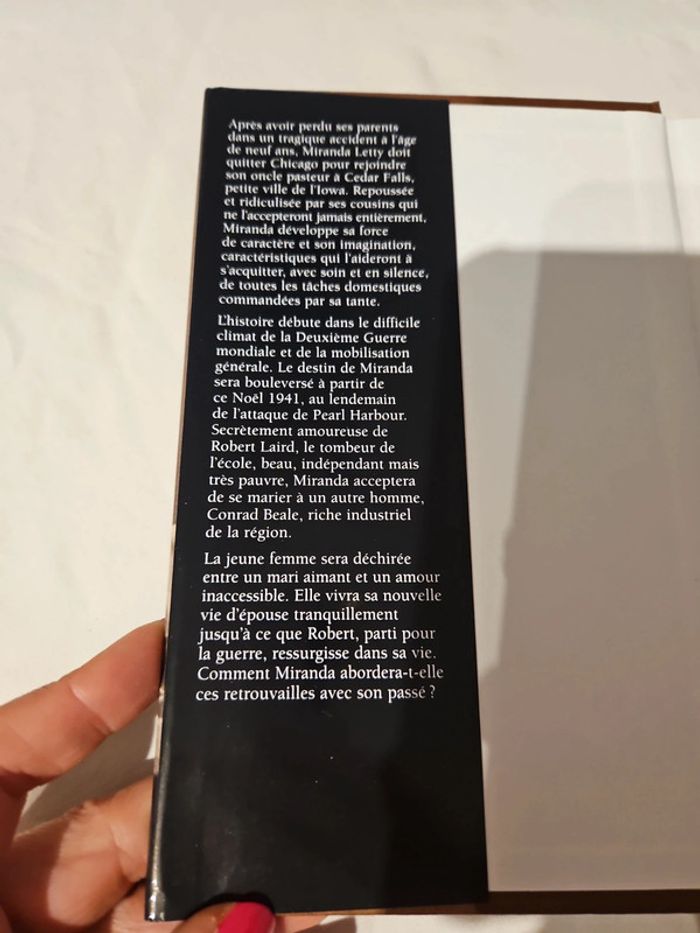 Après avoir perdu ses parents
dans un tragique accident à l'âge
de neuf ans, Miranda Letty doit
quitter Chicago pour rejoindre
son oncle pasteur à Cedar Falls,
petite ville de l'Iowa. Repoussée
et ridiculisée par ses cousins qui
ne l'accepteront jamais entièrement,
Miranda développe sa force
de caractère et son imagination,
caractéristiques qui l'aideront à
s'acquitter, avec soin et en silence,
de toutes les tâches domestiques
commandées par sa tante.
L'histoire débute dans le difficile
climat de la Deuxième Guerre
mondiale et de la mobilisation
générale. Le destin de Miranda
sera bouleversé à partir de
ce Noël 1941, au lendemain
de l'attaque de Pearl Harbour.
Secrètement amoureuse de
Robert Laird, le tombeur de
l'école, beau, indépendant mais
très pauvre, Miranda acceptera
de se marier à un autre homme,
Conrad Beale, riche industriel
de la région.
La jeune femme sera déchirée
entre un mari aimant et un amour
inaccessible. Elle vivra sa nouvelle
vie d'épouse tranquillement
jusqu'à ce que Robert, parti pour
la guerre, ressurgisse dans sa vie.
Comment Miranda abordera-t-elle
ces retrouvailles avec son passé ?